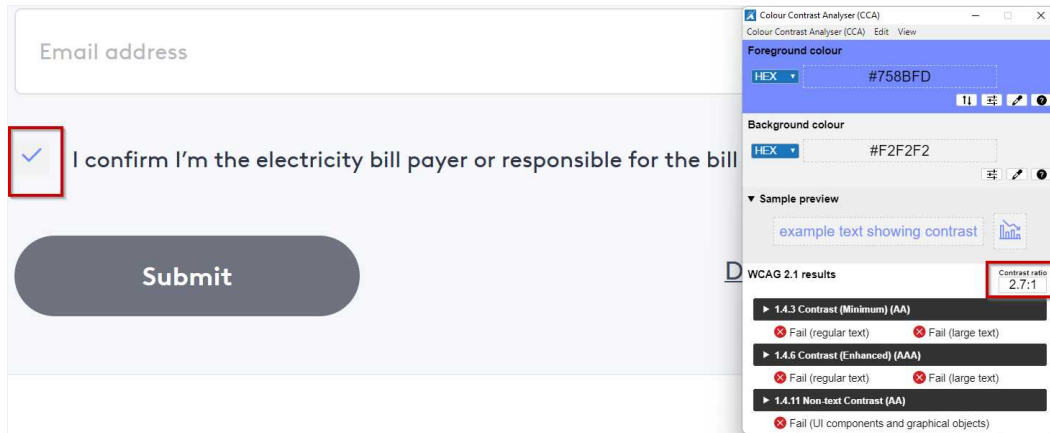 Email address
I confirm I'm the electricity bill payer or responsible for the bill
Submit
D
Colour Contrast Analyser (CCA)
Colour Contrast Analyser (CCA) Edit View
Foreground colour
HEX #758BFD
Background colour
HEX #F2F2F2
Sample preview
example text showing contrast
WCAG 2.1 results
Contrast ratio
2.7:1
1.4.3 Contrast (Minimum) (AA)
Fail (regular text) Fail (large text)
1.4.6 Contrast (Enhanced) (AAA)
Fail (regular text) Fail (large text)
1.4.11 Non-text Contrast (AA)
Fail (UI components and graphical objects)